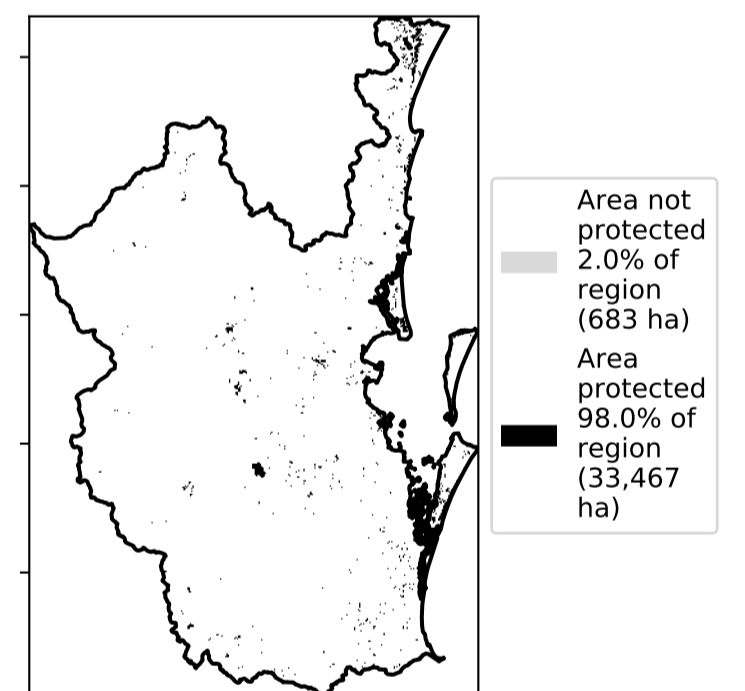 Area not
protected
2.0% of
region
(683 ha)
Area
protected
98.0% of
region
(33,467
ha)